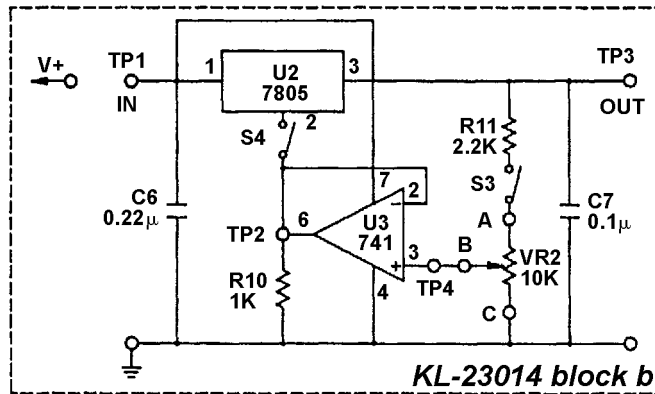 V+
TP1
IN
1
U2
7805
3
TP3
OUT
2
S4
R11
2.2K
S3
A
C6
0.22μ
7
2
−
TP2
6
U3
741
3
+
B
TP4
VR2
10K
C7
0.1μ
R10
1K
4
C
KL-23014 block b